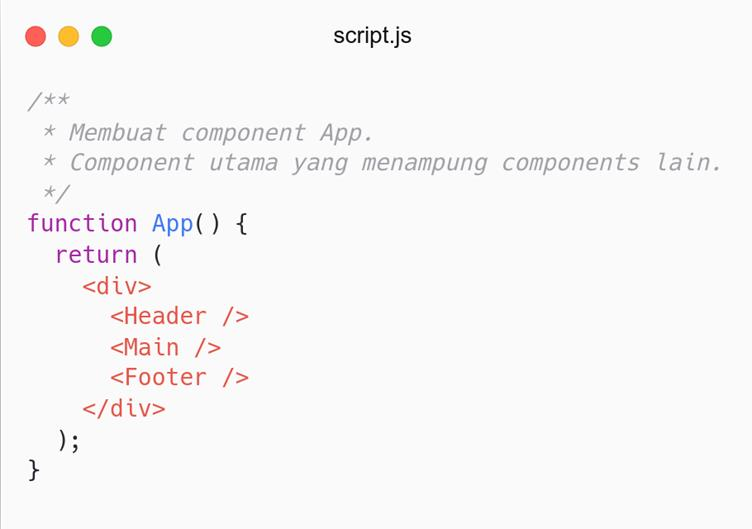 script.js
/**
 * Membuat component App.
 * Component utama yang menampung components lain.
 */
function App() {
  return (
    <div>
      <Header />
      <Main />
      <Footer />
    </div>
  );
}